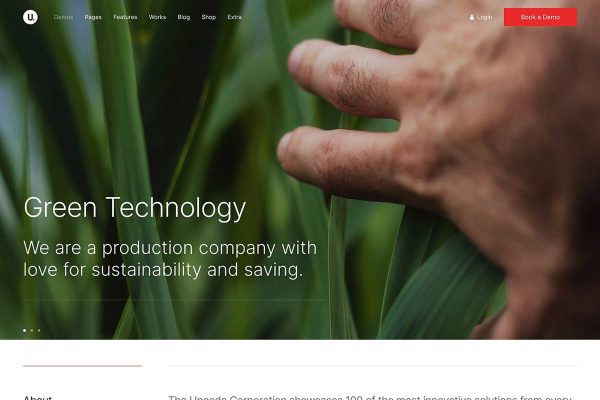 u.
Demos Pages Features Works Blog Shop Extra Login Book a Demo
Green Technology
We are a production company with
love for sustainability and saving.
About The Uncode Corporation showcases 100 of the most innovative solutions from every